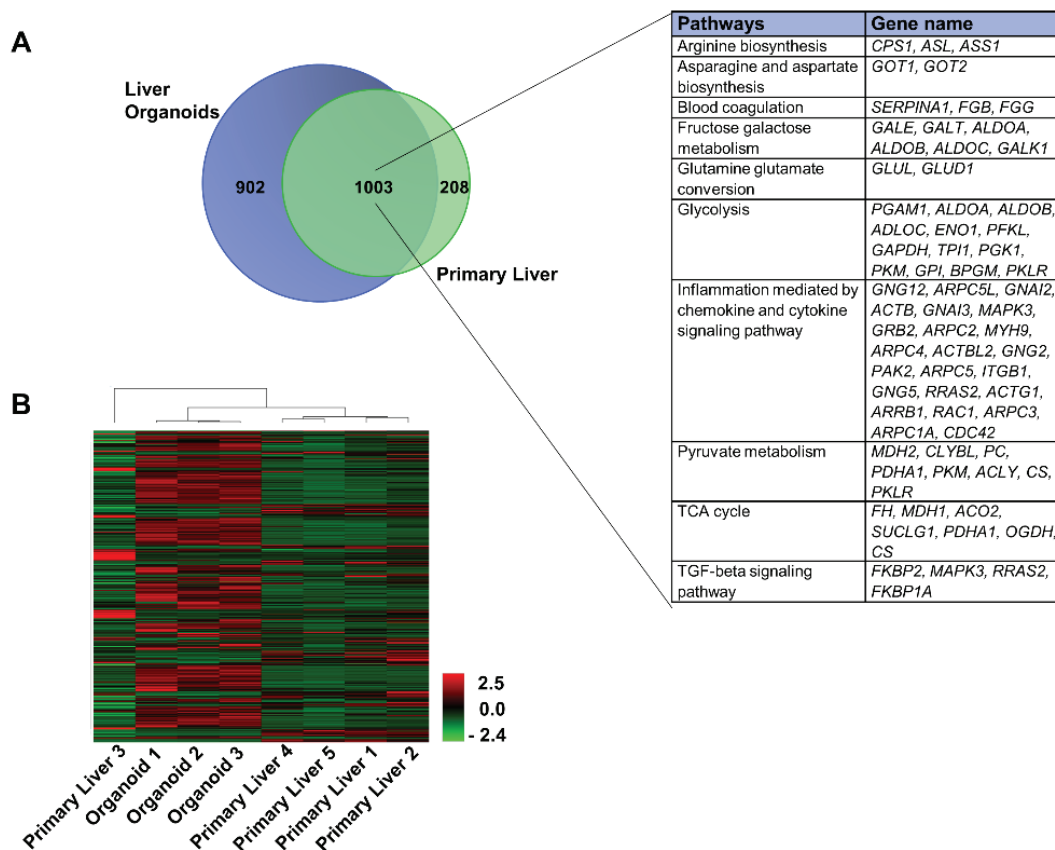 A
Liver
Organoids
902
1003
208
Primary Liver
Pathways Gene name
Arginine biosynthesis CPS1, ASL, ASS1
Asparagine and aspartate GOT1, GOT2
biosynthesis
Blood coagulation SERPINA1, FGB, FGG
Fructose galactose GALE, GALT, ALDOA,
metabolism ALDOB, ALDOC, GALK1
Glutamine glutamate GLUL, GLUD1
conversion
Glycolysis PGAM1, ALDOA, ALDOB,
ADLOC, ENO1, PFKL,
GAPDH, TPI1, PGK1,
PKM, GPI, BPGM, PKLR
Inflammation mediated by GNG12, ARPC5L, GNAI2,
chemokine and cytokine ACTB, GNAI3, MAPK3,
signaling pathway GRB2, ARPC2, MYH9,
ARPC4, ACTBL2, GNG2,
PAK2, ARPC5, ITGB1,
GNG5, RRAS2, ACTG1,
ARRB1, RAC1, ARPC3,
ARPC1A, CDC42
Pyruvate metabolism MDH2, CLYBL, PC,
PDHA1, PKM, ACLY, CS,
PKLR
TCA cycle FH, MDH1, ACO2,
SUCLG1, PDHA1, OGDH,
CS
TGF-beta signaling FKBP2, MAPK3, RRAS2,
pathway FKBP1A
B
2.5
0.0
- 2.4
Primary Liver 3
Organoid 1
Organoid 2
Organoid 3
Primary Liver 4
Primary Liver 5
Primary Liver 1
Primary Liver 2